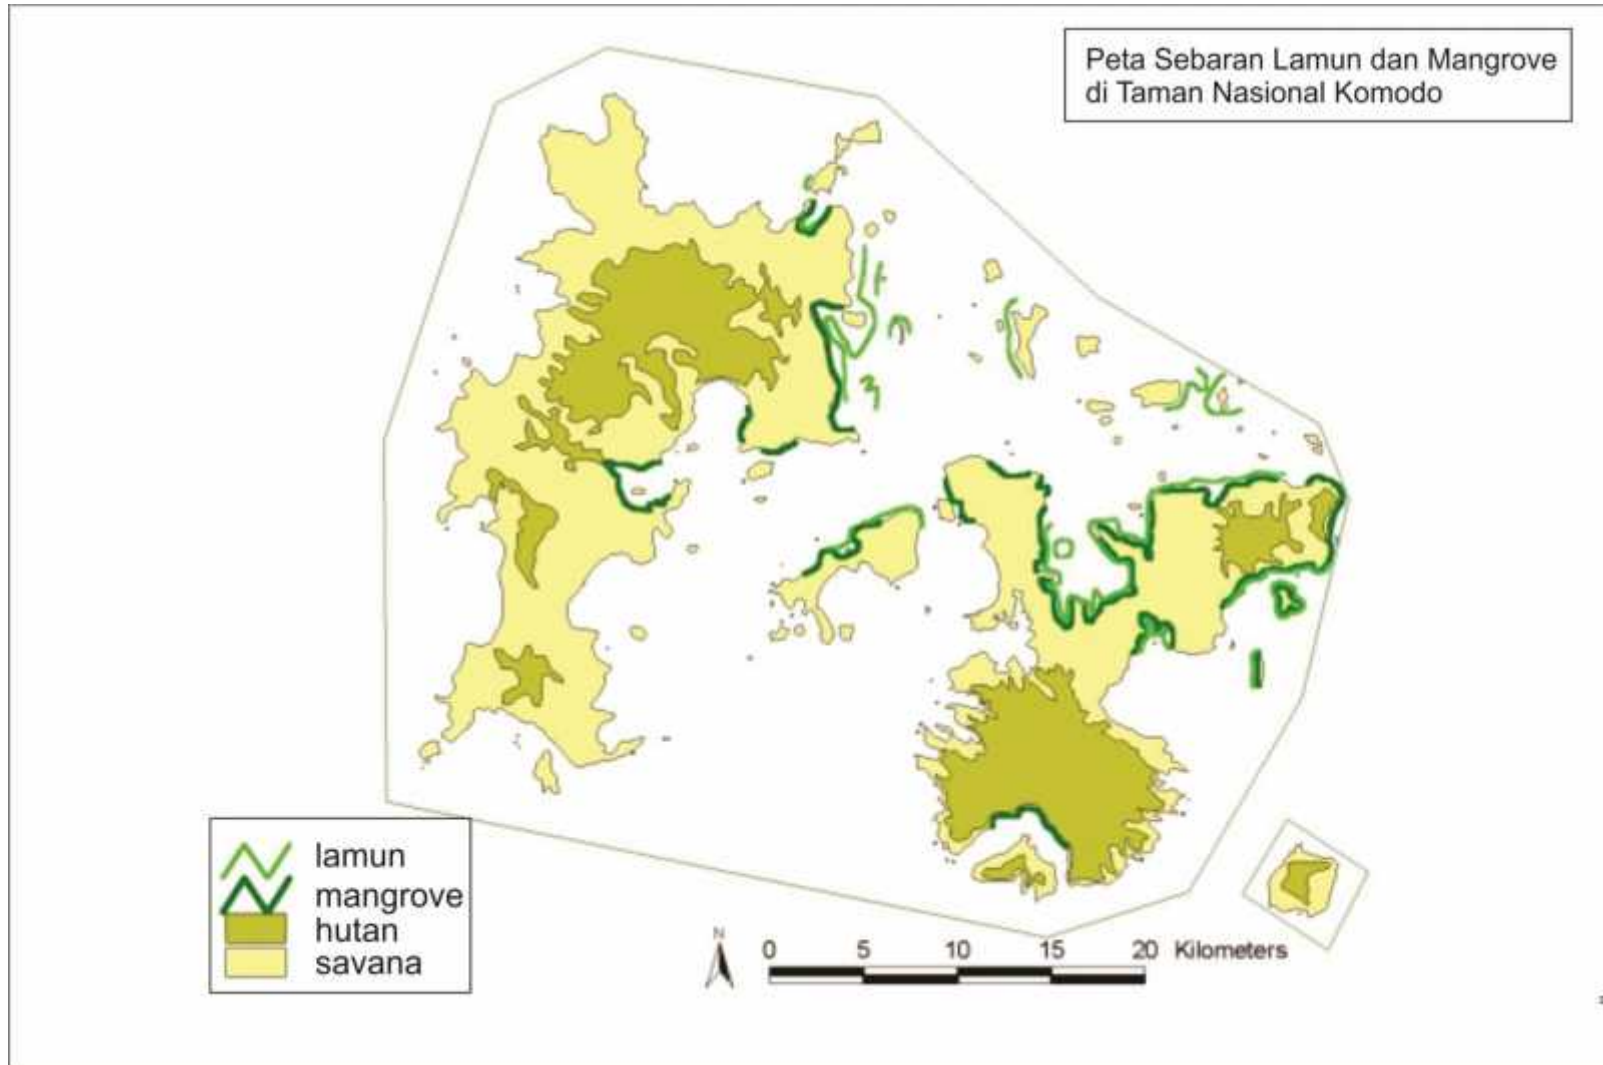 Peta Sebaran Lamun dan Mangrove
di Taman Nasional Komodo
lamun
mangrove
hutan
savana
N
0 5 10 15 20 Kilometers